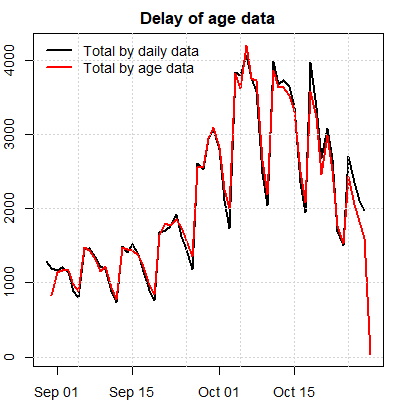 Delay of age data
Total by daily data
Total by age data
4000
3000
2000
1000
0
Sep 01 Sep 15 Oct 01 Oct 15